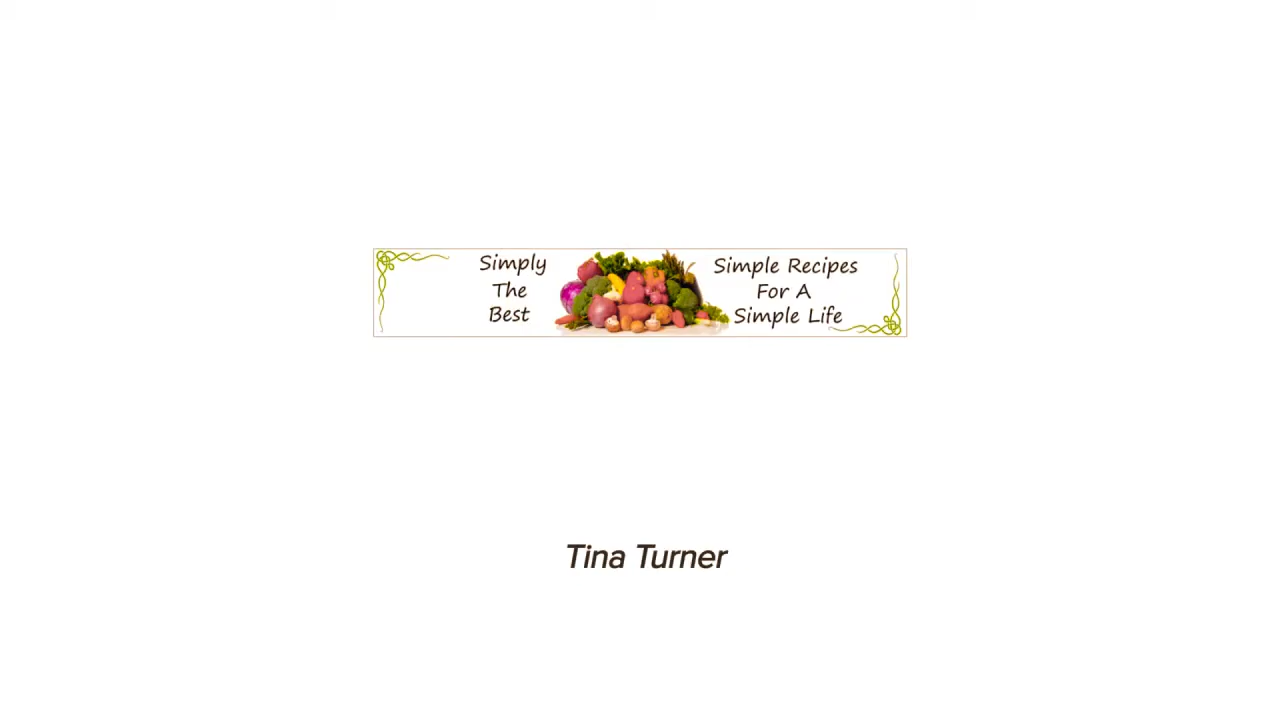 Simply
The
Best
Simple Recipes
For A
Simple Life
Tina Turner